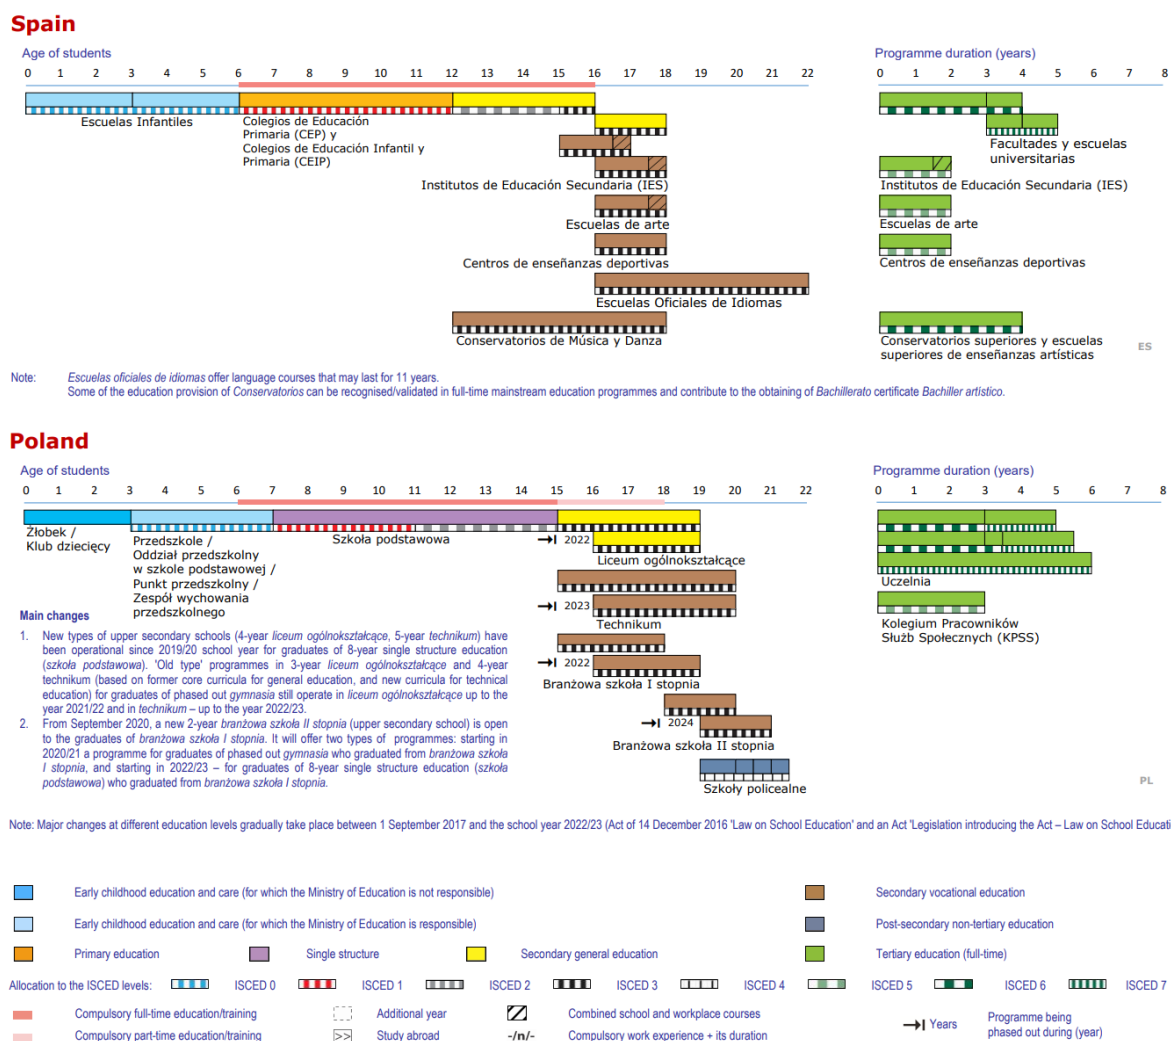 Spain
Age of students
Programme duration (years)
0 1 2 3 4 5 6 7 8 9 10 11 12 13 14 15 16 17 18 19 20 21 22
0 1 2 3 4 5 6 7 8
Escuelas Infantiles
Colegios de Educación
Primaria (CEP) y
Colegios de Educación Infantil y
Primaria (CEIP)
Facultades y escuelas
universitarias
Institutos de Educación Secundaria (IES)
Institutos de Educación Secundaria (IES)
Escuelas de arte
Escuelas de arte
Centros de enseñanzas deportivas
Centros de enseñanzas deportivas
Escuelas Oficiales de Idiomas
Conservatorios de Música y Danza
Conservatorios superiores y escuelas
superiores de enseñanzas artísticas
ES
Note: Escuelas oficiales de idiomas offer language courses that may last for 11 years.
Some of the education provision of Conservatorios can be recognised/validated in full-time mainstream education programmes and contribute to the obtaining of Bachillerato certificate Bachiller artístico.
Poland
Age of students
Programme duration (years)
0 1 2 3 4 5 6 7 8 9 10 11 12 13 14 15 16 17 18 19 20 21 22
0 1 2 3 4 5 6 7 8
Żłobek /
Klub dziecięcy
Przedszkole /
Oddział przedszkolny
w szkole podstawowej /
Punkt przedszkolny /
Zespół wychowania
przedszkolnego
Szkoła podstawowa
2022
Liceum ogólnokształcące
2023
Technikum
2022
Branżowa szkoła I stopnia
2024
Branżowa szkoła II stopnia
Szkoły policealne
Uczelnia
Kolegium Pracowników
Służb Społecznych (KPSS)
PL
Main changes
1. New types of upper secondary schools (4-year liceum ogólnokształcące, 5-year technikum) have
been operational since 2019/20 school year for graduates of 8-year single structure education
(szkoła podstawowa). 'Old type' programmes in 3-year liceum ogólnokształcące and 4-year
technikum (based on former core curricula for general education, and new curricula for technical
education) for graduates of phased out gymnasia still operate in liceum ogólnokształcące up to the
year 2021/22 and in technikum – up to the year 2022/23.
2. From September 2020, a new 2-year branżowa szkoła II stopnia (upper secondary school) is open
to the graduates of branżowa szkoła I stopnia. It will offer two types of programmes: starting in
2020/21 a programme for graduates of phased out gymnasia who graduated from branżowa szkoła
I stopnia, and starting in 2022/23 – for graduates of 8-year single structure education (szkoła
podstawowa) who graduated from branżowa szkoła I stopnia.
Note: Major changes at different education levels gradually take place between 1 September 2017 and the school year 2022/23 (Act of 14 December 2016 'Law on School Education' and an Act 'Legislation introducing the Act – Law on School Educati
Early childhood education and care (for which the Ministry of Education is not responsible)
Secondary vocational education
Early childhood education and care (for which the Ministry of Education is responsible)
Post-secondary non-tertiary education
Primary education
Single structure
Secondary general education
Tertiary education (full-time)
Allocation to the ISCED levels: ISCED 0 ISCED 1 ISCED 2 ISCED 3 ISCED 4 ISCED 5 ISCED 6 ISCED 7
Compulsory full-time education/training
Additional year
Combined school and workplace courses
Years
Programme being
phased out during (year)
Compulsory part-time education/training
>> Study abroad
-/n/- Compulsory work experience + its duration